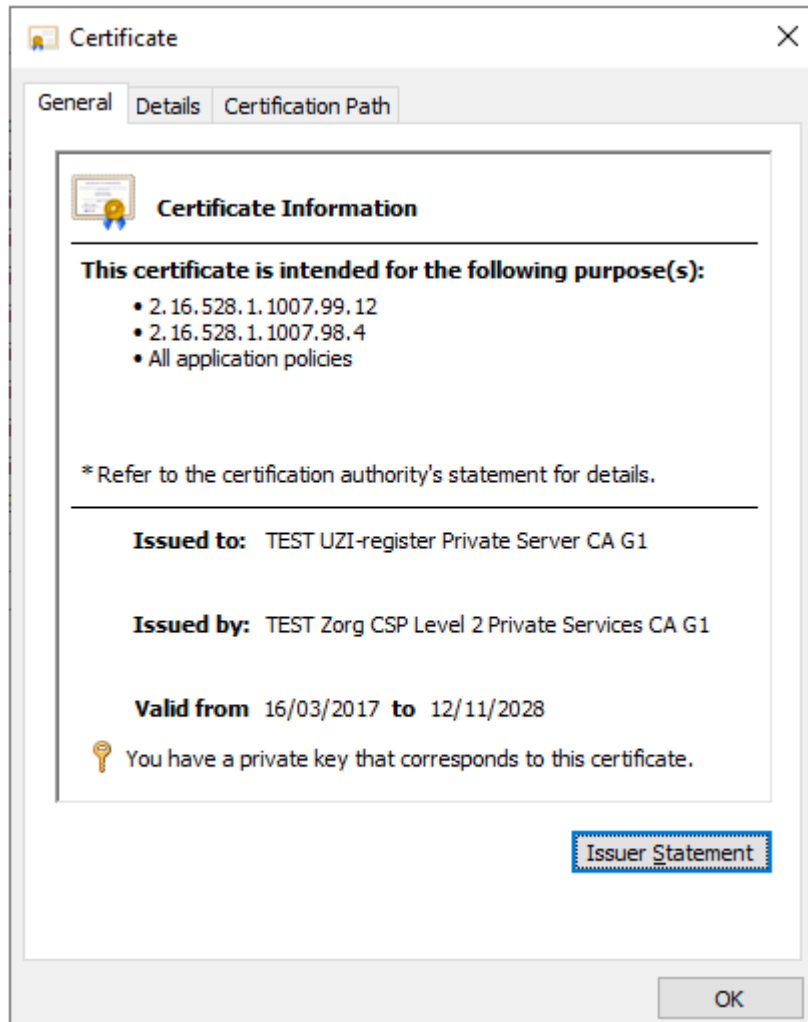 Certificate
General Details Certification Path
Certificate Information
This certificate is intended for the following purpose(s):
• 2.16.528.1.1007.99.12
• 2.16.528.1.1007.98.4
• All application policies
* Refer to the certification authority's statement for details.
Issued to: TEST UZI-register Private Server CA G1
Issued by: TEST Zorg CSP Level 2 Private Services CA G1
Valid from 16/03/2017 to 12/11/2028
You have a private key that corresponds to this certificate.
Issuer Statement
OK